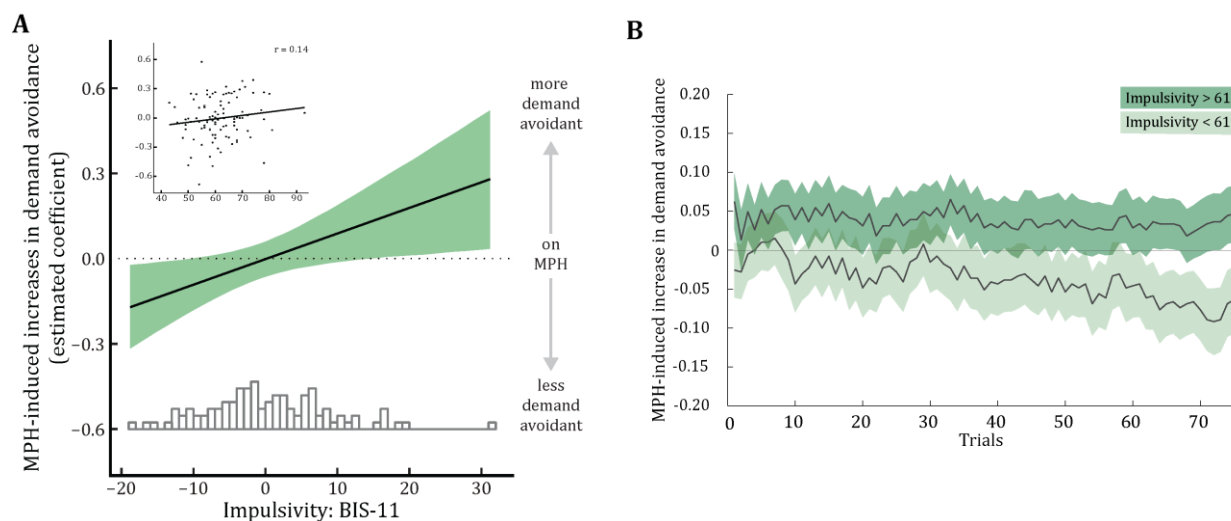 A
MPH-induced increases in demand avoidance
(estimated coefficient)
0.6
0.3
0.0
−0.3
−0.6
−20
−10
0
10
20
30
Impulsivity: BIS-11
r = 0.14
0.6
0.3
0.0
-0.3
-0.6
40
50
60
70
80
90
more
demand
avoidant
on
MPH
less
demand
avoidant
B
MPH-induced increase in demand avoidance
0.20
0.15
0.10
0.05
0
-0.05
-0.10
-0.15
-0.20
0
10
20
30
40
50
60
70
Trials
Impulsivity > 61
Impulsivity < 61